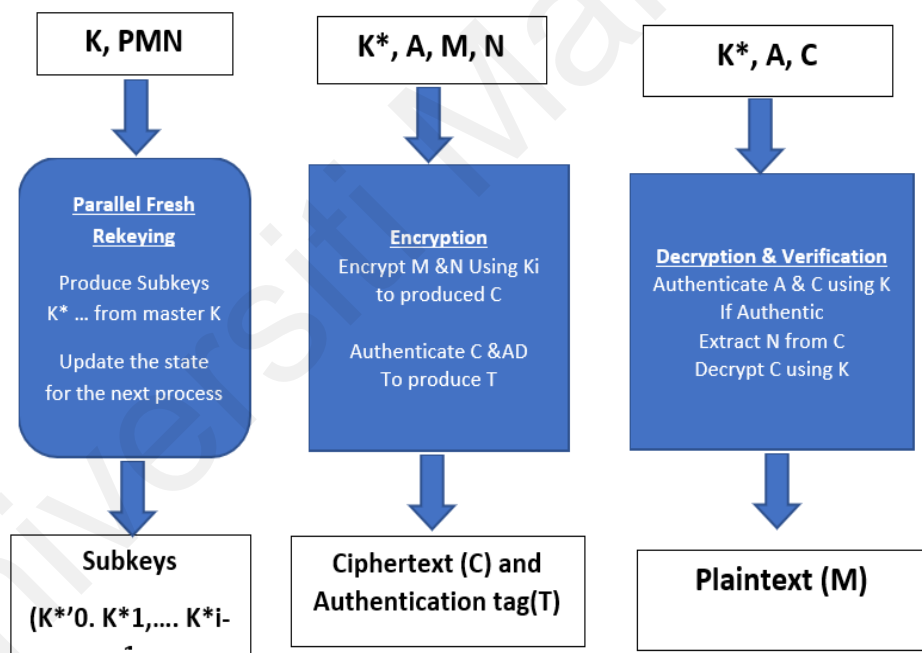 K, PMN
Parallel Fresh
Rekeying
Produce Subkeys
K* ... from master K
Update the state
for the next process
Subkeys
(K*'0. K*1,.... K*i-
K*, A, M, N
Encryption
Encrypt M &N Using Ki
to produced C
Authenticate C &AD
To produce T
Ciphertext (C) and
Authentication tag(T)
K*, A, C
Decryption & Verification
Authenticate A & C using K
If Authentic
Extract N from C
Decrypt C using K
Plaintext (M)
niversiti Ma